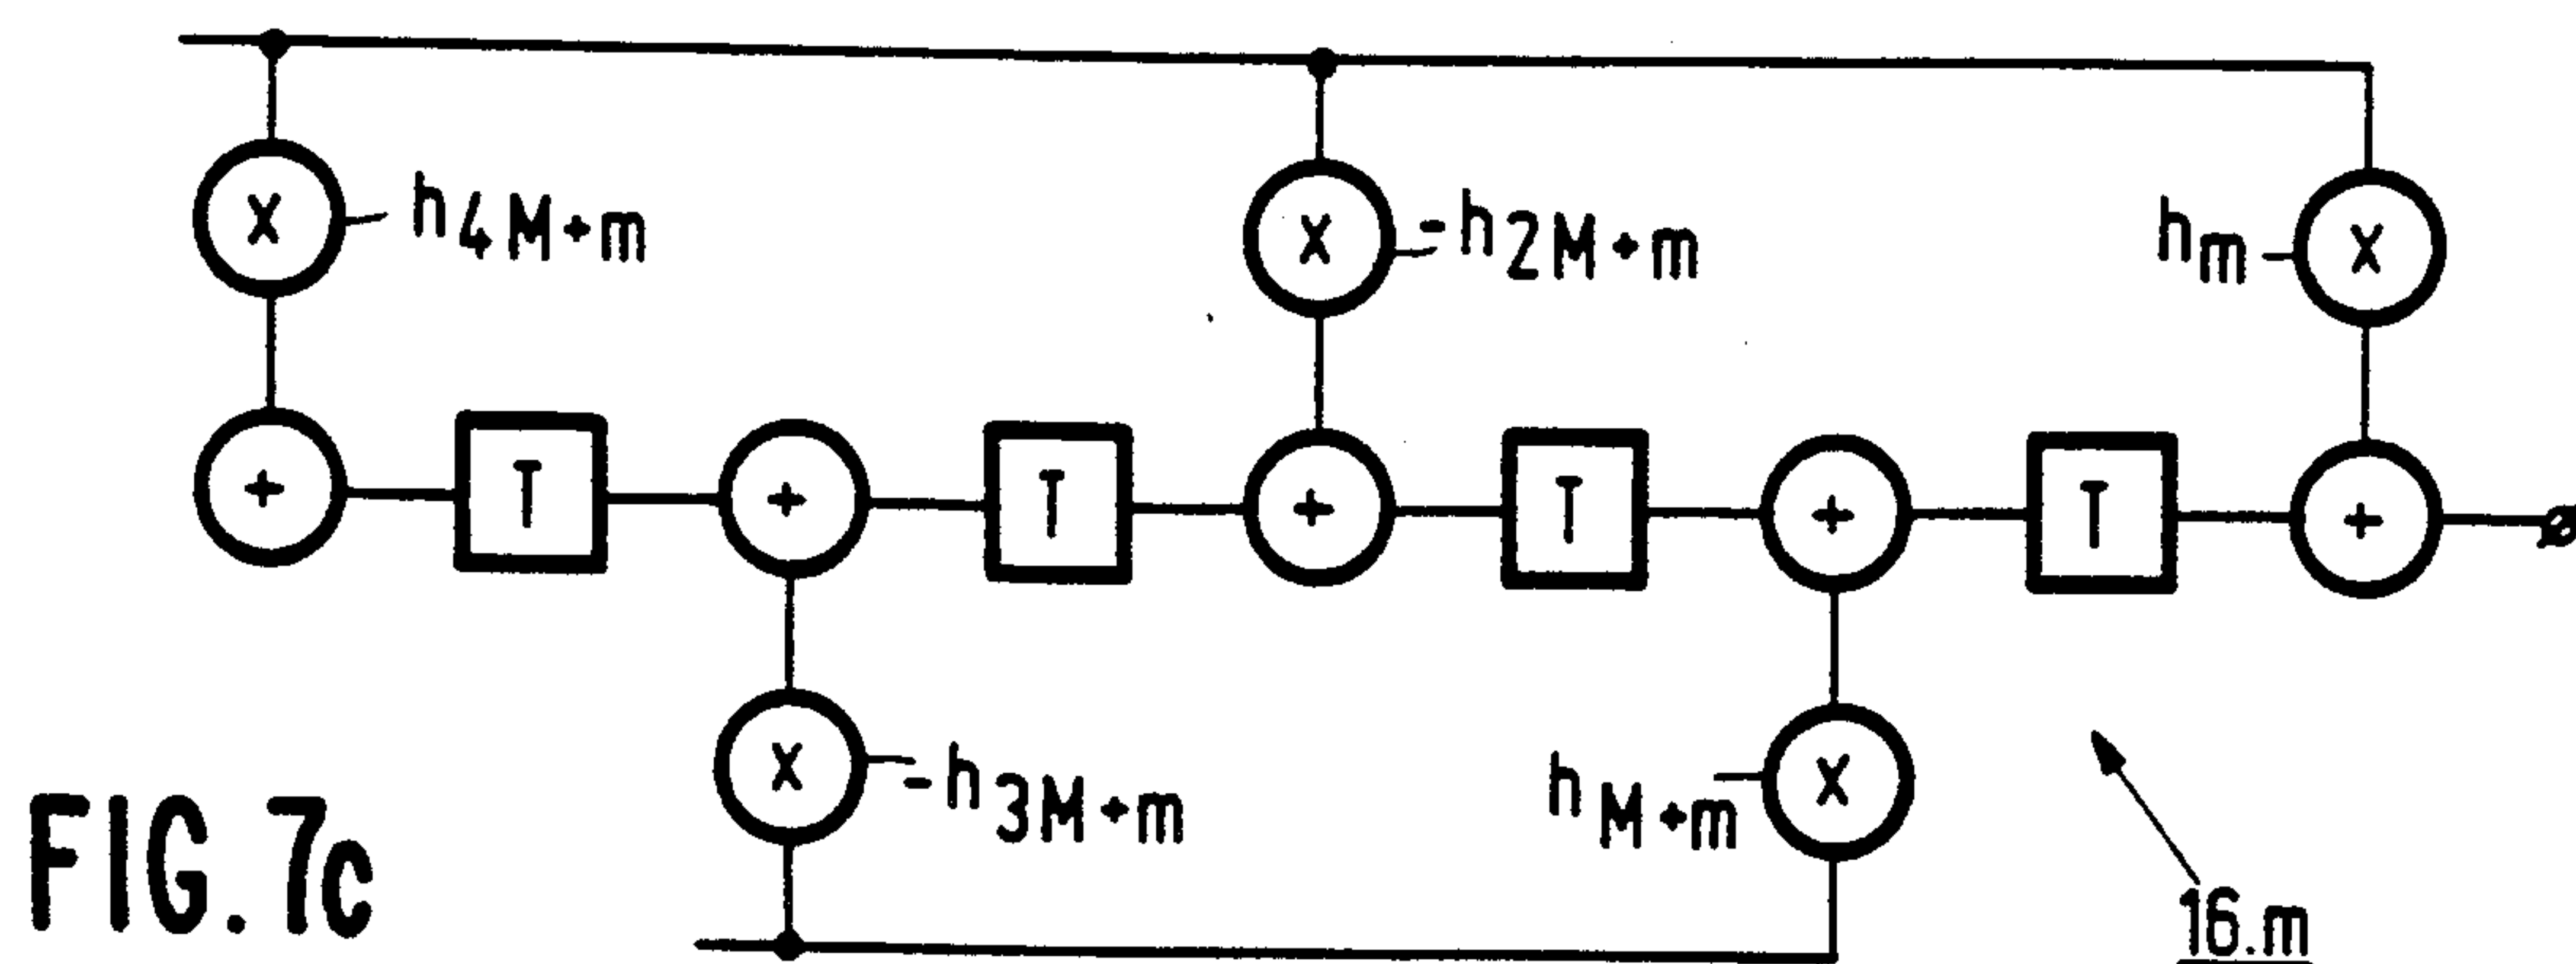 X h4M+m
X -h2M+m
hm X
+ T + T + T + T +
X -h3M+m
hM+m X
FIG. 7c
16.m